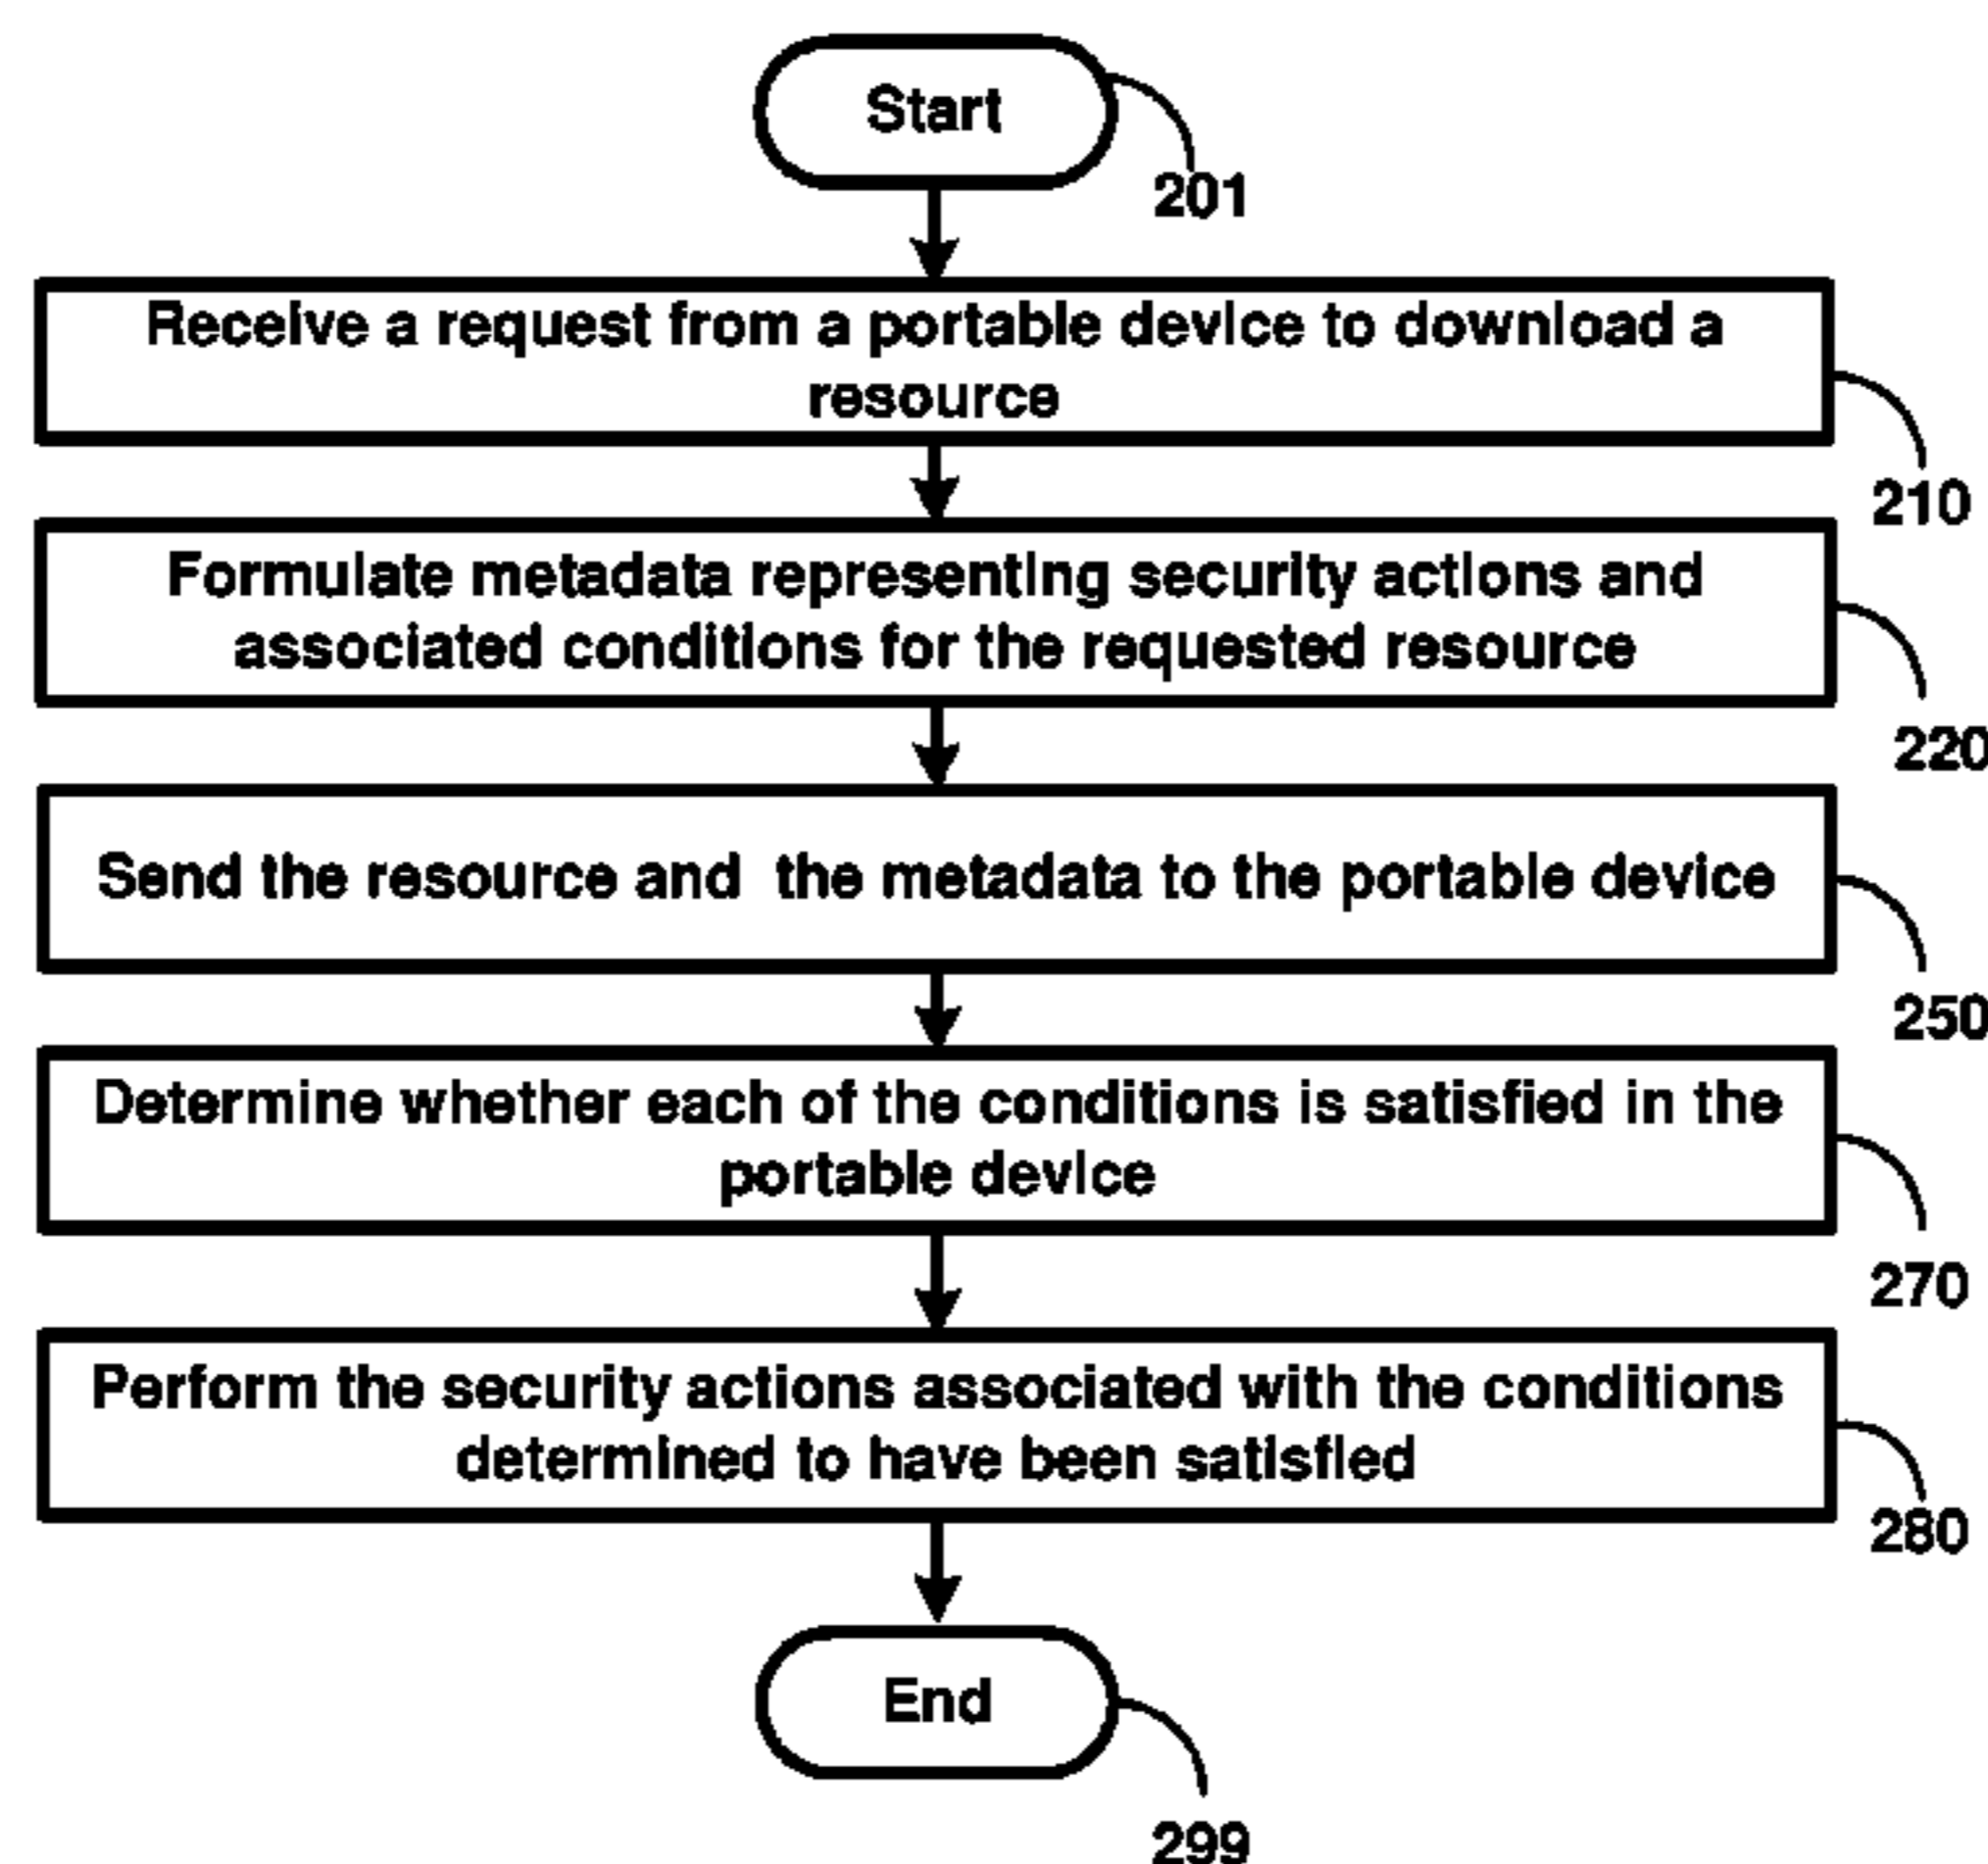 Start
201
Receive a request from a portable device to download a
resource
210
Formulate metadata representing security actions and
associated conditions for the requested resource
220
Send the resource and the metadata to the portable device
250
Determine whether each of the conditions is satisfied in the
portable device
270
Perform the security actions associated with the conditions
determined to have been satisfied
280
End
299